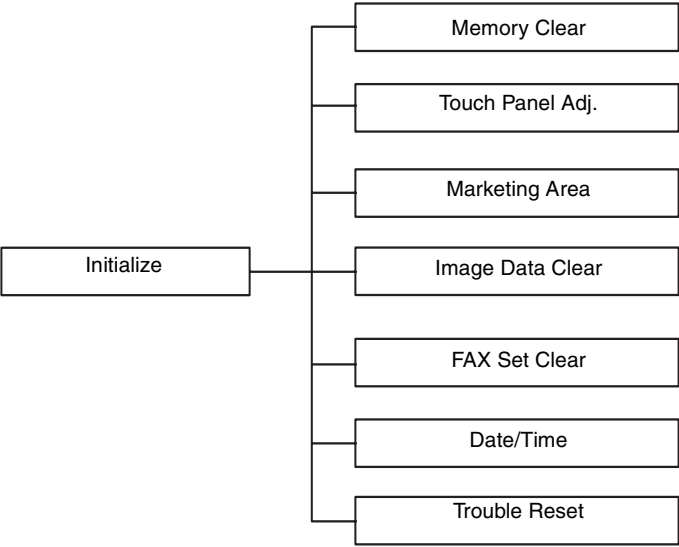 Memory Clear
Touch Panel Adj.
Marketing Area
Initialize
Image Data Clear
FAX Set Clear
Date/Time
Trouble Reset